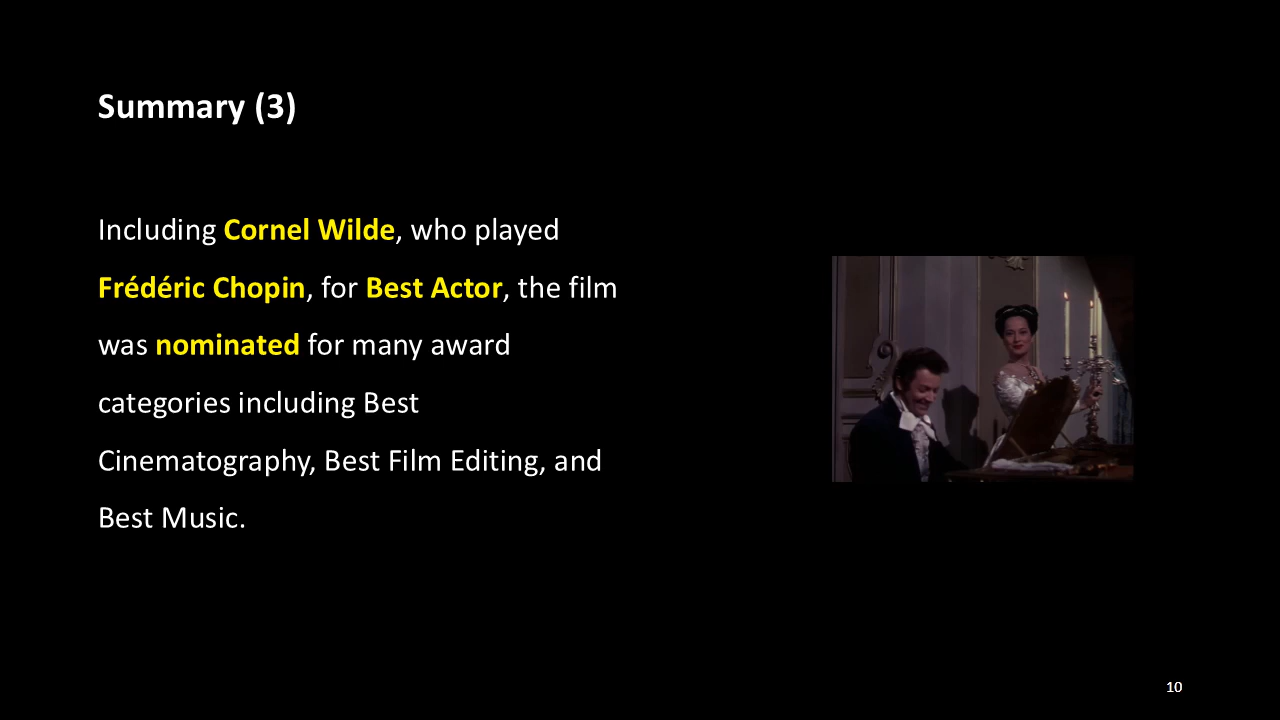 Summary (3)
Including Cornel Wilde, who played
Frédéric Chopin, for Best Actor, the film
was nominated for many award
categories including Best
Cinematography, Best Film Editing, and
Best Music.
10